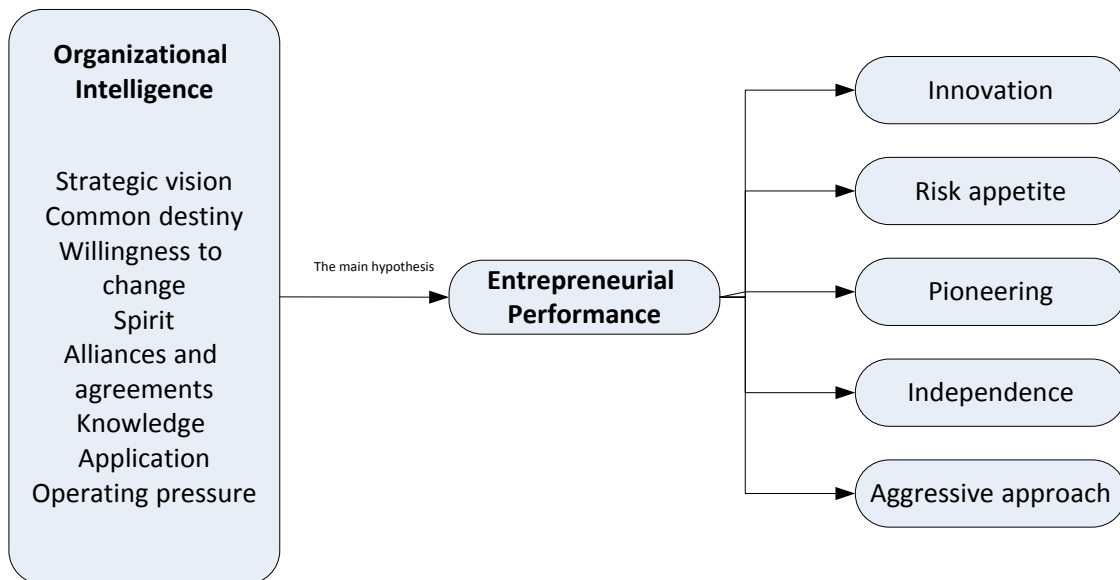 Organizational
Intelligence
Strategic vision
Common destiny
Willingness to
change
Spirit
Alliances and
agreements
Knowledge
Application
Operating pressure
The main hypothesis
Entrepreneurial
Performance
Innovation
Risk appetite
Pioneering
Independence
Aggressive approach